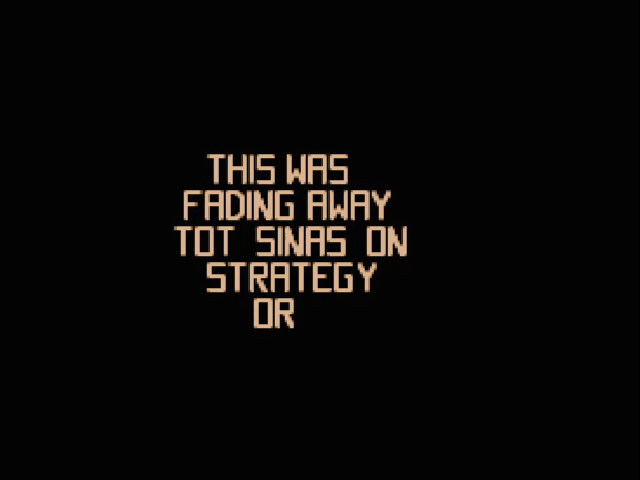 THIS WAS
FADING AWAY
TOT SINAS ON
STRATEGY
OR